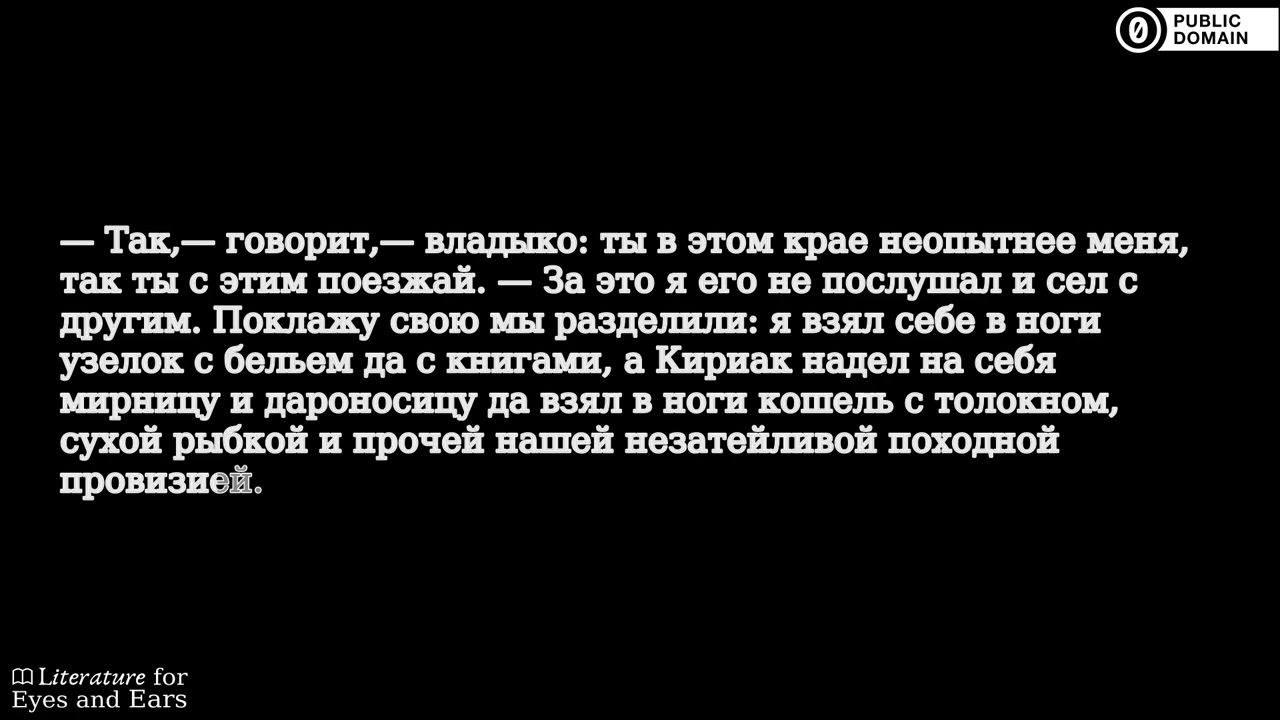 PUBLIC
DOMAIN
— Так,— говорит,— владыко: ты в этом крае неопытнее меня,
так ты с этим поезжай. — За это я его не послушал и сел с
другим. Поклажу свою мы разделили: я взял себе в ноги
узелок с бельем да с книгами, а Кириак надел на себя
мирницу и дароносицу да взял в ноги кошель с толокном,
сухой рыбкой и прочей нашей незатейливой походной
провизией.
Literature for
Eyes and Ears